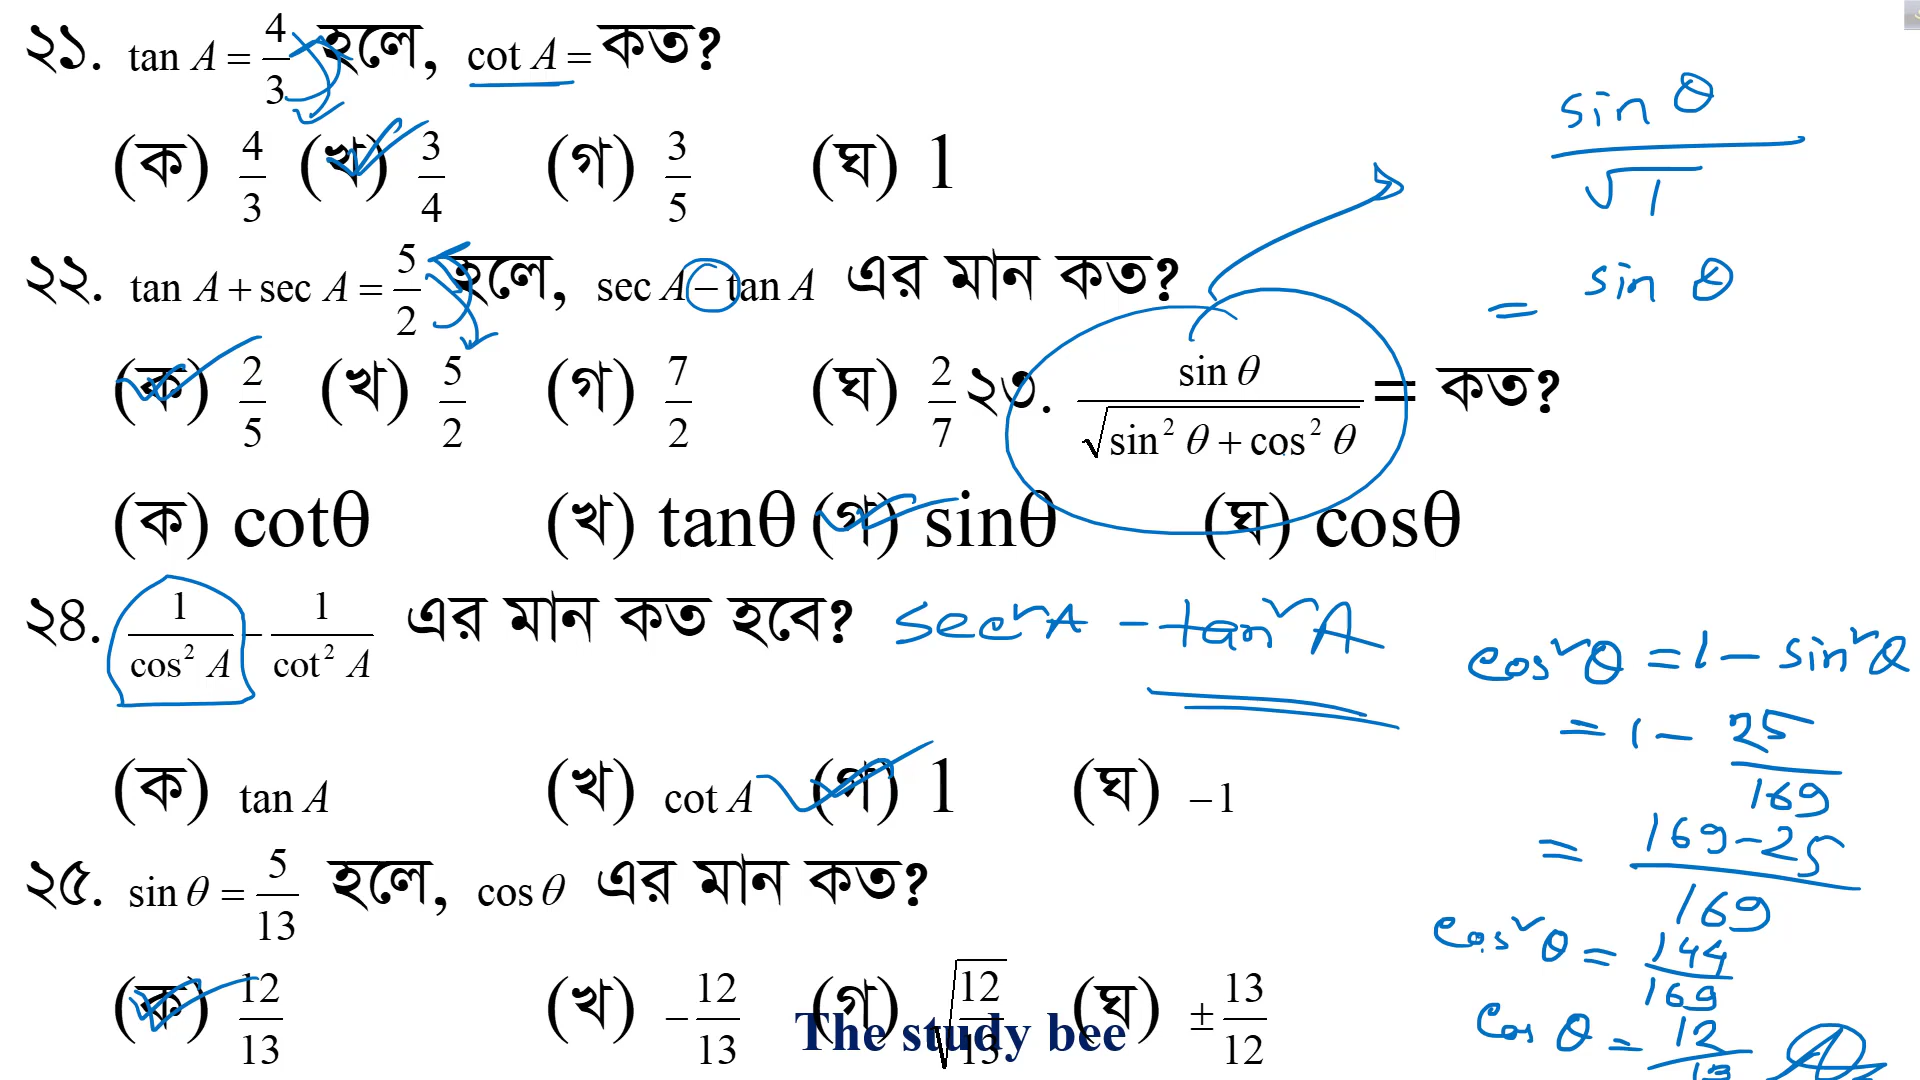 ২১. tan A = 4/3 হলে, cot A = কত?
(ক) 4/3 (খ) 3/4 (গ) 3/5 (ঘ) 1
২২. tan A + sec A = 5/2 হলে, sec A − tan A এর মান কত?
(ক) 2/5 (খ) 5/2 (গ) 7/2 (ঘ) 2/7
২৩. sin θ / √(sin² θ + cos² θ) = কত?
(ক) cotθ (খ) tanθ (গ) sinθ (ঘ) cosθ
sin θ / √1
= sin θ
২৪. 1/cos² A − 1/cot² A এর মান কত হবে?
sec²A − tan²A
(ক) tan A (খ) cot A (গ) 1 (ঘ) −1
২৫. sin θ = 5/13 হলে, cos θ এর মান কত?
(ক) 12/13 (খ) −12/13 (গ) √(12/13) (ঘ) ± 13/12
cos²θ = 1 − sin²θ
= 1 − 25/169
= (169 − 25)/169
cos²θ = 144/169
cos θ = 12/13
The study bee